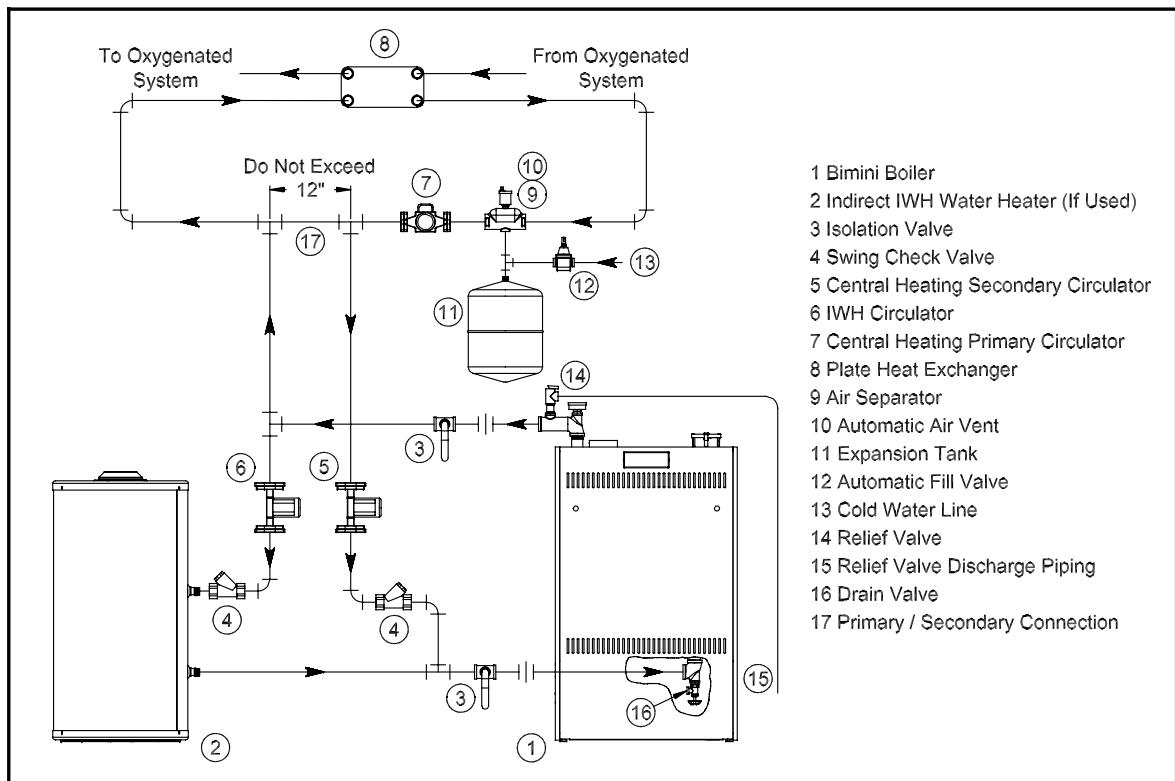 To Oxygenated
System
8
From Oxygenated
System
Do Not Exceed
12"
7
10
9
17
12
13
11
14
3
6
5
4
4
3
15
16
2
1
1 Bimini Boiler
2 Indirect IWH Water Heater (If Used)
3 Isolation Valve
4 Swing Check Valve
5 Central Heating Secondary Circulator
6 IWH Circulator
7 Central Heating Primary Circulator
8 Plate Heat Exchanger
9 Air Separator
10 Automatic Air Vent
11 Expansion Tank
12 Automatic Fill Valve
13 Cold Water Line
14 Relief Valve
15 Relief Valve Discharge Piping
16 Drain Valve
17 Primary / Secondary Connection